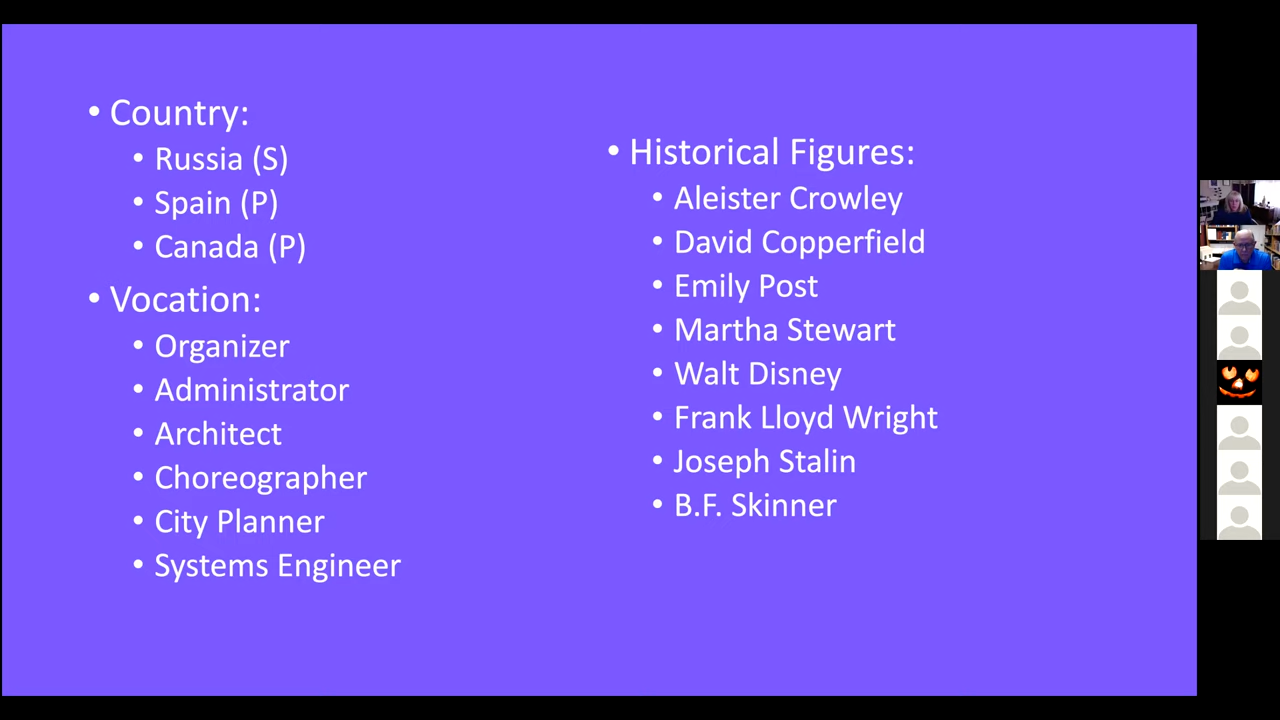 • Country:
• Russia (S)
• Spain (P)
• Canada (P)
• Vocation:
• Organizer
• Administrator
• Architect
• Choreographer
• City Planner
• Systems Engineer
• Historical Figures:
• Aleister Crowley
• David Copperfield
• Emily Post
• Martha Stewart
• Walt Disney
• Frank Lloyd Wright
• Joseph Stalin
• B.F. Skinner